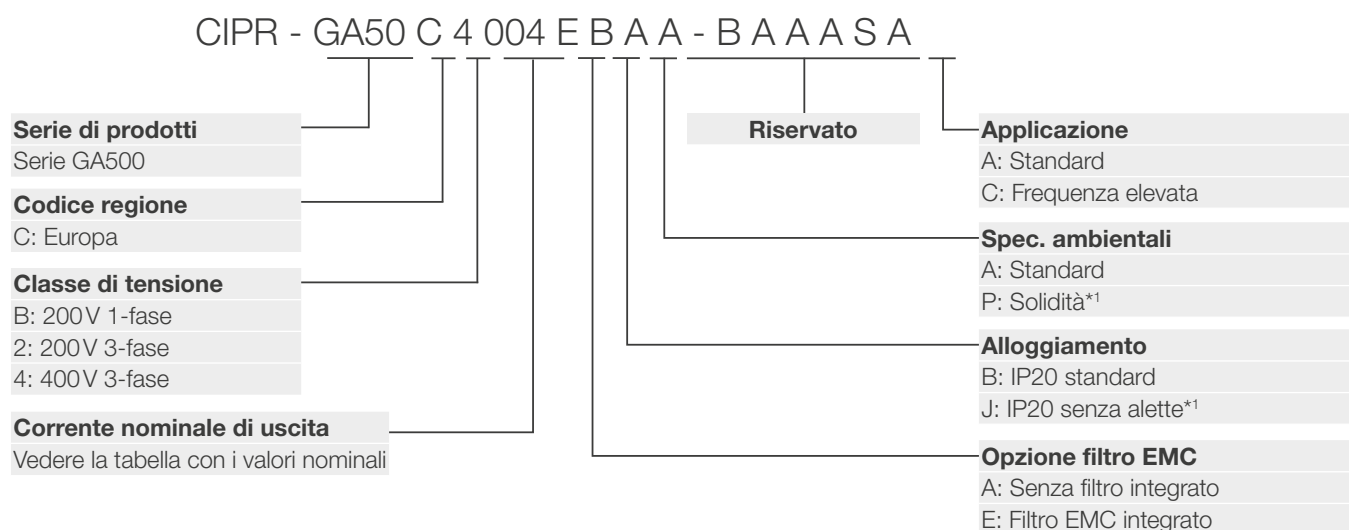 CIPR - GA50 C 4 004 E B A A - B A A A S A
Serie di prodotti
Serie GA500
Codice regione
C: Europa
Classe di tensione
B: 200 V 1-fase
2: 200 V 3-fase
4: 400 V 3-fase
Corrente nominale di uscita
Vedere la tabella con i valori nominali
Riservato
Applicazione
A: Standard
C: Frequenza elevata
Spec. ambientali
A: Standard
P: Solidità*1
Alloggiamento
B: IP20 standard
J: IP20 senza alette*1
Opzione filtro EMC
A: Senza filtro integrato
E: Filtro EMC integrato